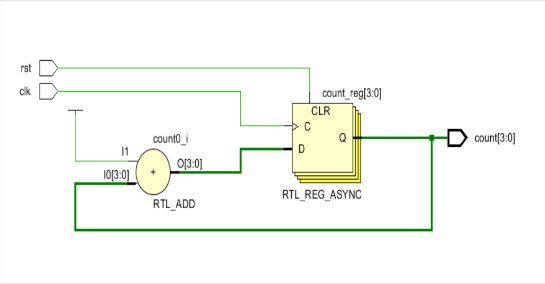 rst
clk
count_reg[3:0]
CLR
C
D
Q
count[3:0]
RTL_REG_ASYNC
count0_i
I1
I0[3:0]
+
O[3:0]
RTL_ADD